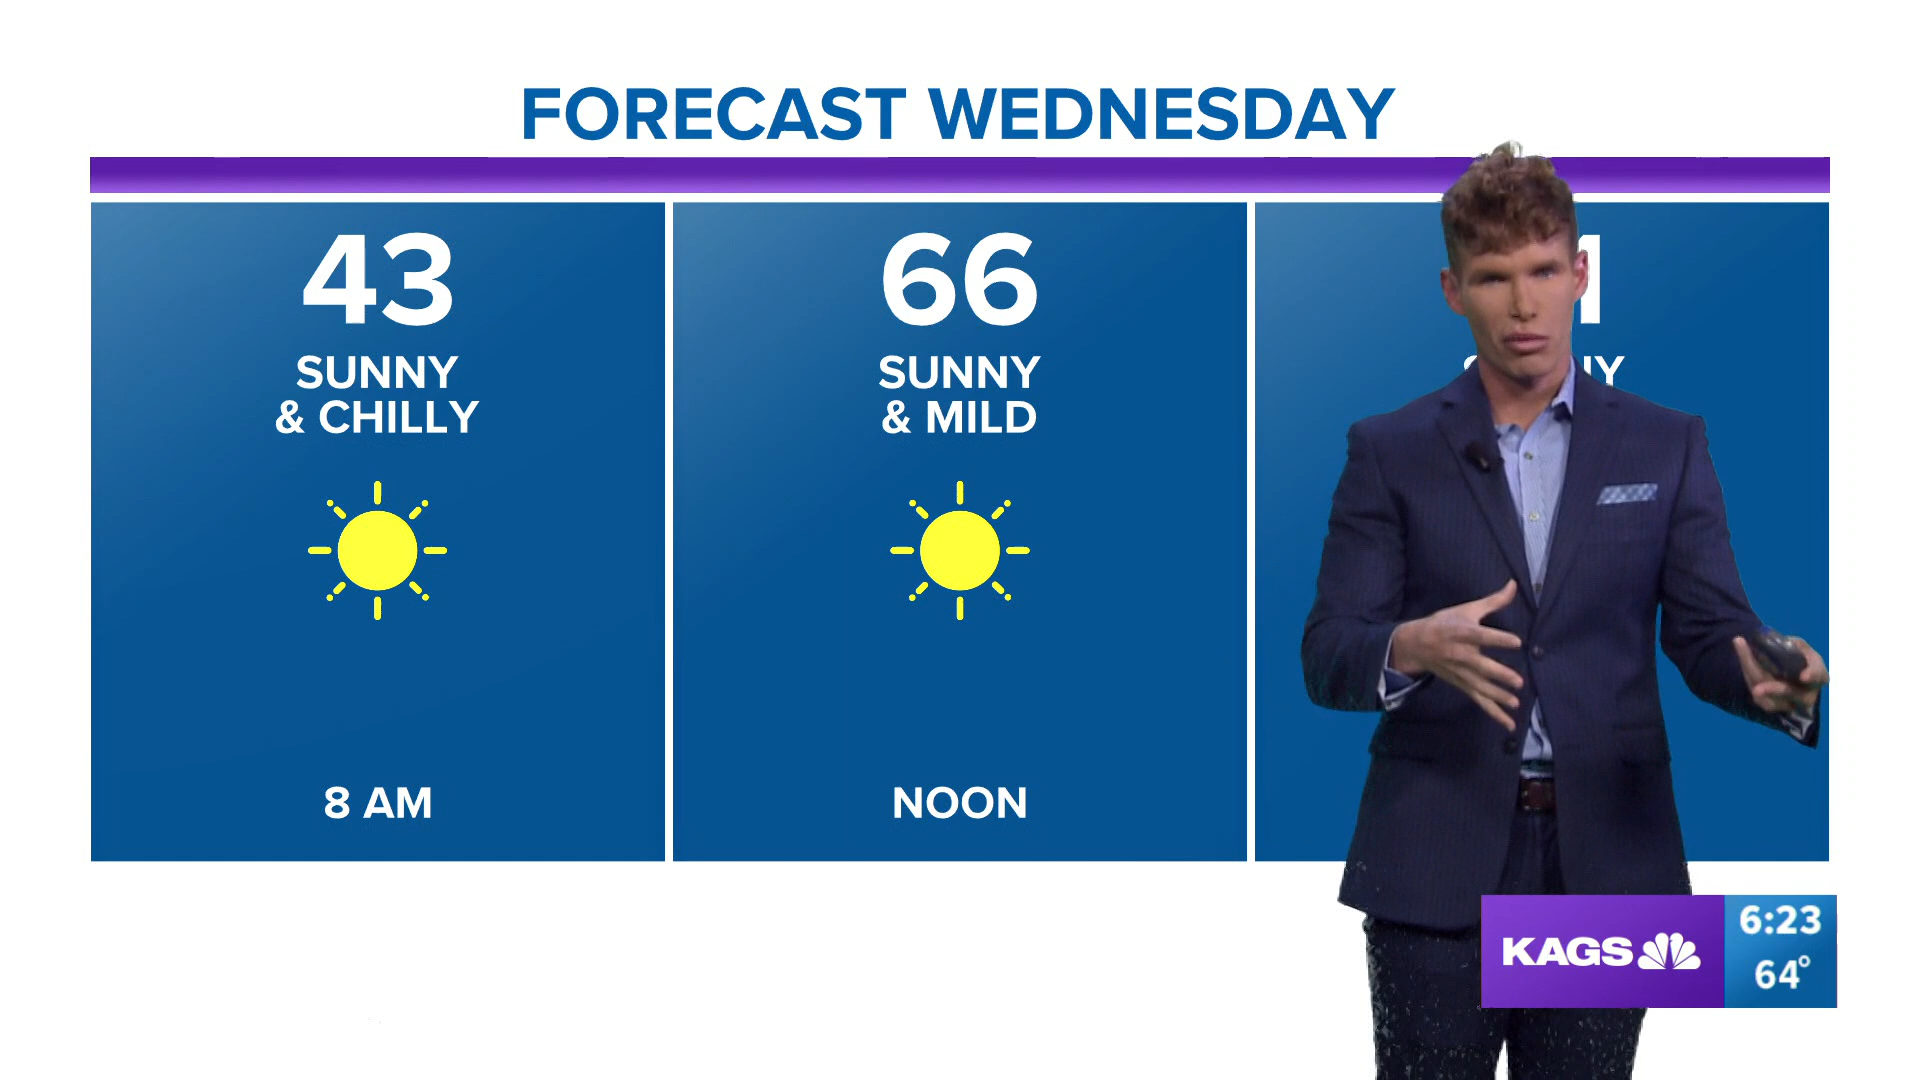 FORECAST WEDNESDAY
43
SUNNY
& CHILLY
8 AM
66
SUNNY
& MILD
NOON
KAGS
6:23
64°